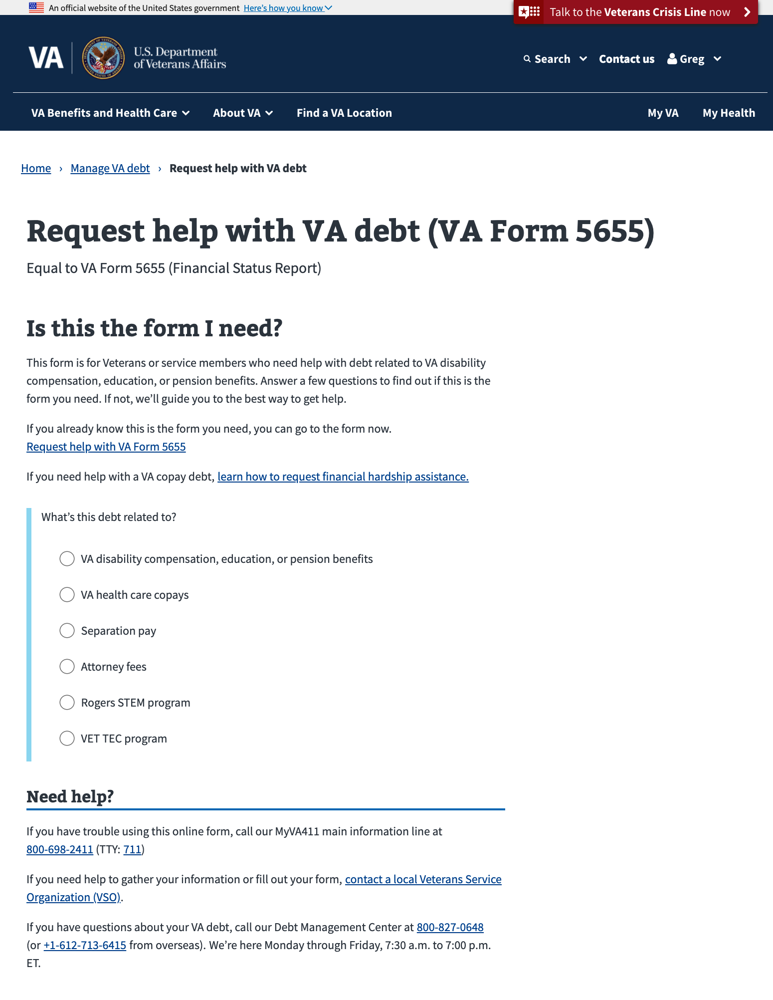 An official website of the United States government Here's how you know
Talk to the Veterans Crisis Line now
VA
U.S. Department
of Veterans Affairs
Search
Contact us
Greg
VA Benefits and Health Care
About VA
Find a VA Location
My VA
My Health
Home › Manage VA debt › Request help with VA debt
Request help with VA debt (VA Form 5655)
Equal to VA Form 5655 (Financial Status Report)
Is this the form I need?
This form is for Veterans or service members who need help with debt related to VA disability
compensation, education, or pension benefits. Answer a few questions to find out if this is the
form you need. If not, we’ll guide you to the best way to get help.
If you already know this is the form you need, you can go to the form now.
Request help with VA Form 5655
If you need help with a VA copay debt, learn how to request financial hardship assistance.
What’s this debt related to?
VA disability compensation, education, or pension benefits
VA health care copays
Separation pay
Attorney fees
Rogers STEM program
VET TEC program
Need help?
If you have trouble using this online form, call our MyVA411 main information line at
800-698-2411 (TTY: 711)
If you need help to gather your information or fill out your form, contact a local Veterans Service
Organization (VSO).
If you have questions about your VA debt, call our Debt Management Center at 800-827-0648
(or +1-612-713-6415 from overseas). We’re here Monday through Friday, 7:30 a.m. to 7:00 p.m.
ET.